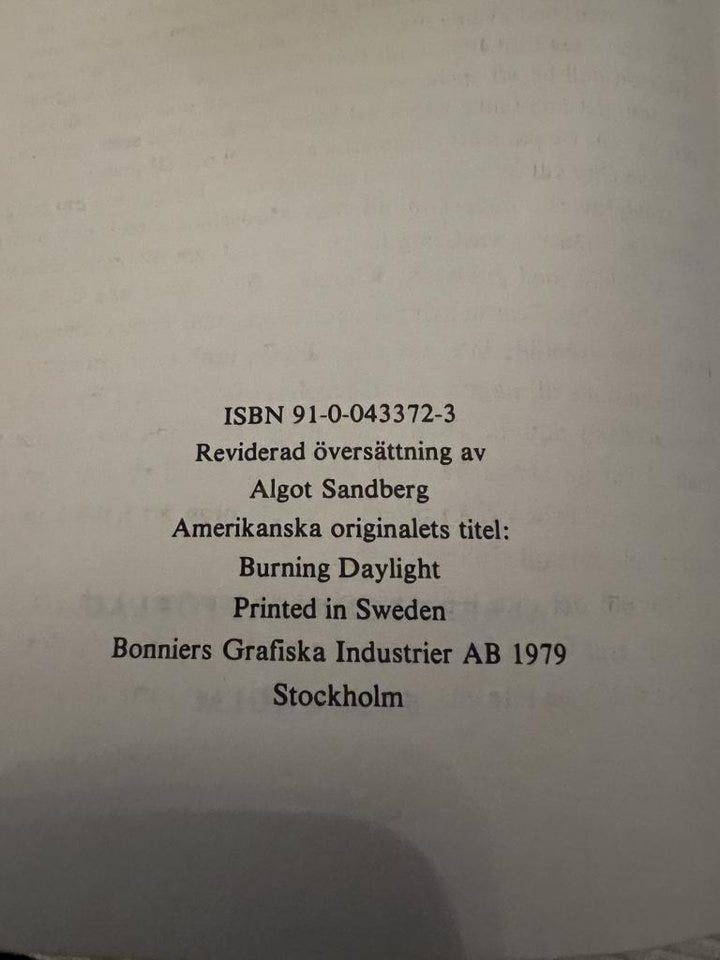 ISBN 91-0-043372-3
Reviderad översättning av
Algot Sandberg
Amerikanska originalets titel:
Burning Daylight
Printed in Sweden
Bonniers Grafiska Industrier AB 1979
Stockholm